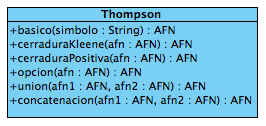 Thompson
+basico(simbolo : String) : AFN
+cerraduraKleene(afn : AFN) : AFN
+cerraduraPositiva(afn : AFN) : AFN
+opcion(afn : AFN) : AFN
+union(afn1 : AFN, afn2 : AFN) : AFN
+concatenacion(afn1 : AFN, afn2 : AFN) : AFN